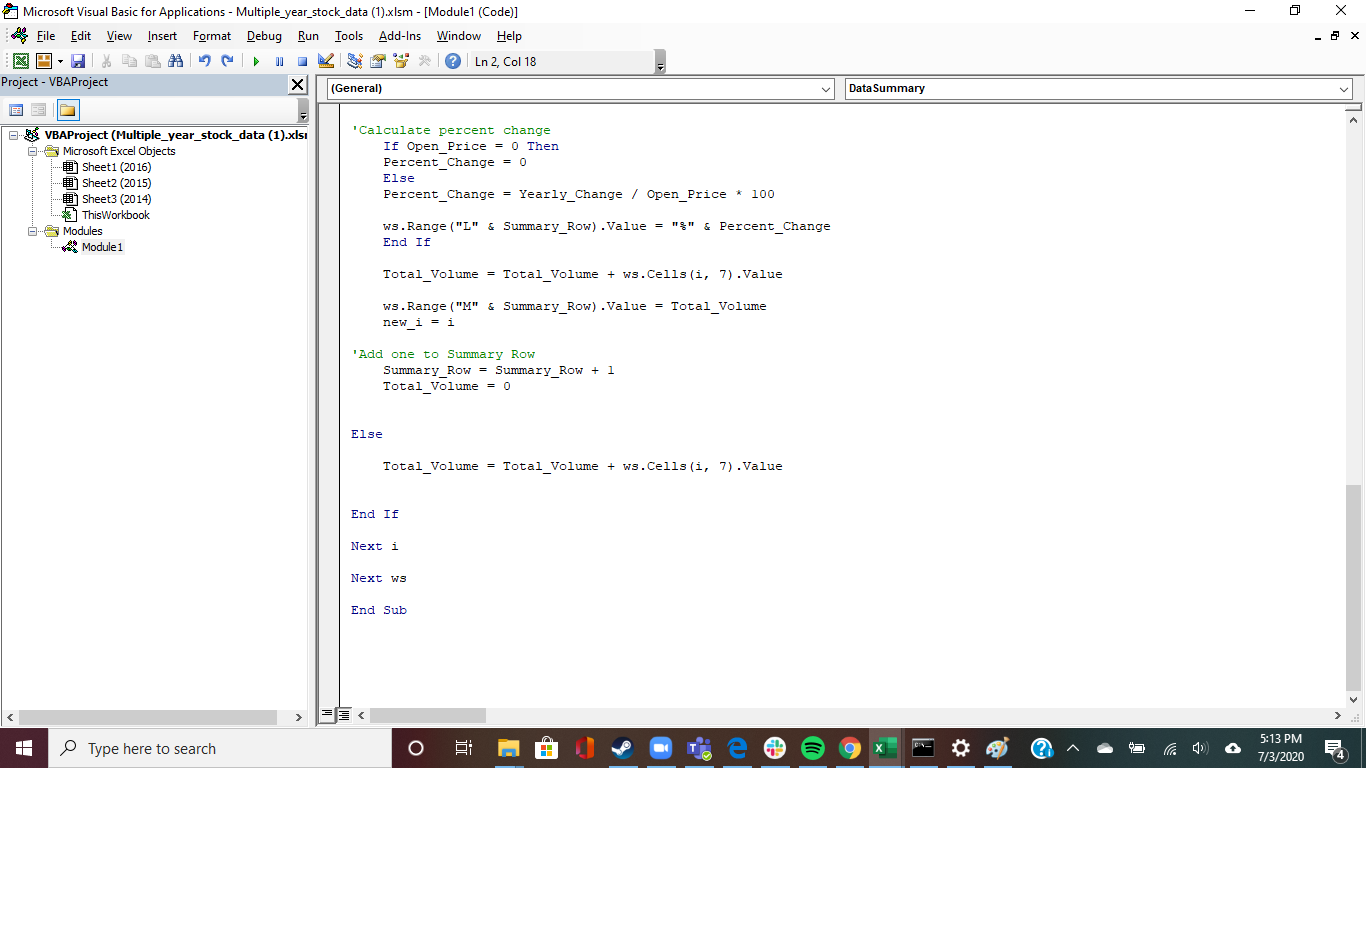 Microsoft Visual Basic for Applications - Multiple_year_stock_data (1).xlsm - [Module1 (Code)]
File Edit View Insert Format Debug Run Tools Add-Ins Window Help
Ln 2, Col 18
Project - VBAProject
(General)
DataSummary
VBAProject (Multiple_year_stock_data (1).xlsr
Microsoft Excel Objects
Sheet1 (2016)
Sheet2 (2015)
Sheet3 (2014)
ThisWorkbook
Modules
Module1
'Calculate percent change
If Open_Price = 0 Then
Percent_Change = 0
Else
Percent_Change = Yearly_Change / Open_Price * 100
ws.Range("L" & Summary_Row).Value = "%" & Percent_Change
End If
Total_Volume = Total_Volume + ws.Cells(i, 7).Value
ws.Range("M" & Summary_Row).Value = Total_Volume
new_i = i
'Add one to Summary Row
Summary_Row = Summary_Row + 1
Total_Volume = 0
Else
Total_Volume = Total_Volume + ws.Cells(i, 7).Value
End If
Next i
Next ws
End Sub
Type here to search
5:13 PM
7/3/2020
4